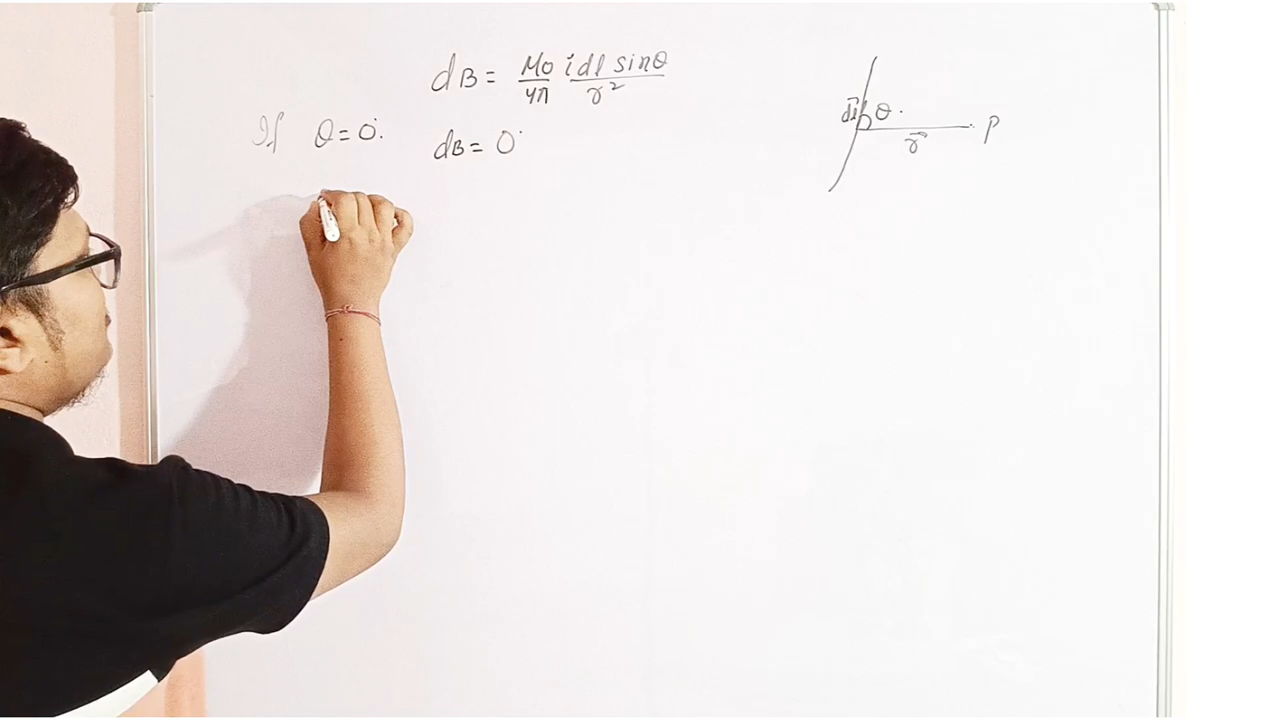 dB = μ0/4π idl sinθ/r²
If θ = 0. dB = 0
dl θ.
r⃗ P